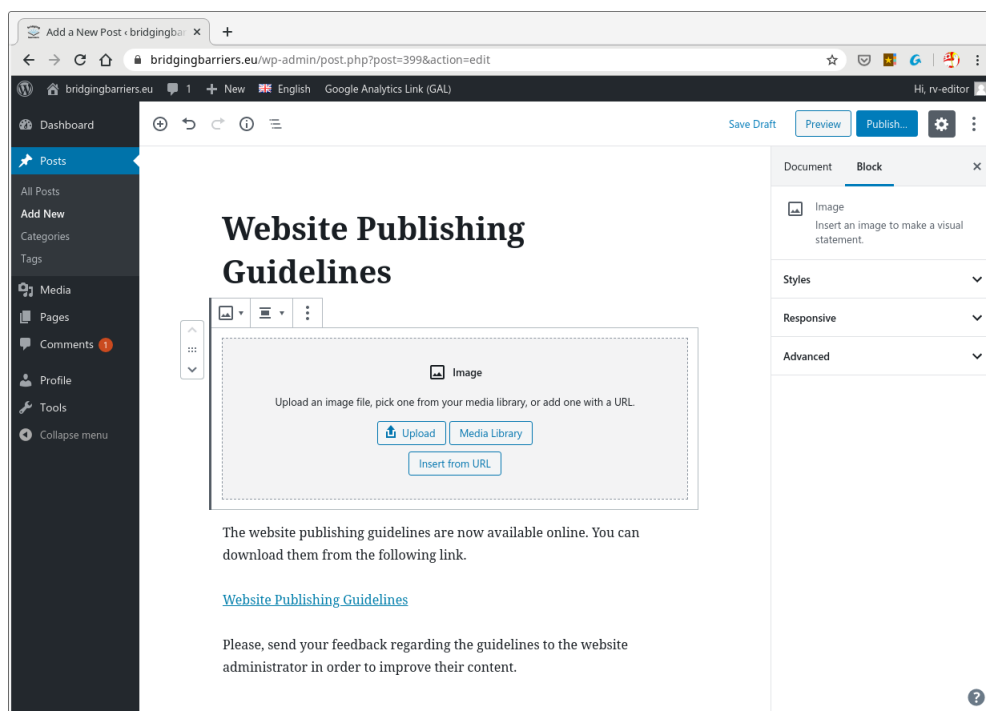 Add a New Post ‹ bridgingbar
bridgingbarriers.eu/wp-admin/post.php?post=399&action=edit
bridgingbarriers.eu 1 New English Google Analytics Link (GAL) Hi, rv-editor
Dashboard
Posts
All Posts
Add New
Categories
Tags
Media
Pages
Comments 1
Profile
Tools
Collapse menu
Save Draft Preview Publish...
Website Publishing
Guidelines
Image
Upload an image file, pick one from your media library, or add one with a URL.
Upload Media Library
Insert from URL
The website publishing guidelines are now available online. You can
download them from the following link.
Website Publishing Guidelines
Please, send your feedback regarding the guidelines to the website
administrator in order to improve their content.
Document Block
Image
Insert an image to make a visual
statement.
Styles
Responsive
Advanced